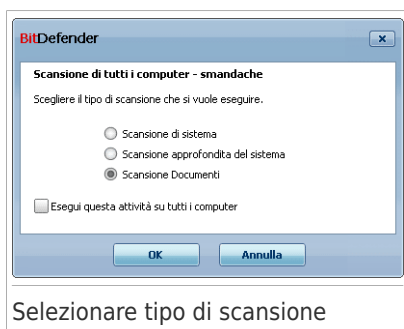 BitDefender
Scansione di tutti i computer - smandache
Scegliere il tipo di scansione che si vuole eseguire.
Scansione di sistema
Scansione approfondita del sistema
Scansione Documenti
Esegui questa attività su tutti i computer
OK Annulla
Selezionare tipo di scansione